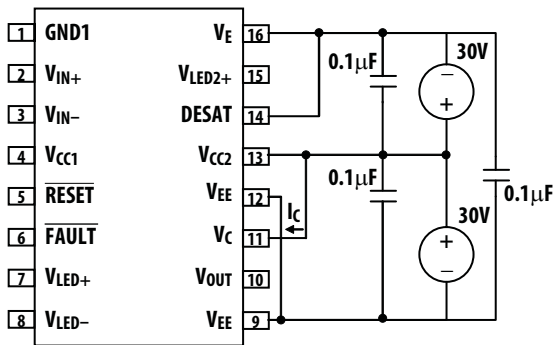 1 GND1 VE 16
2 VIN+ VLED2+ 15
3 VIN– DESAT 14
4 VCC1 VCC2 13
5 RESET VEE 12
6 FAULT VC 11
7 VLED+ VOUT 10
8 VLED– VEE 9
0.1μF
30V
– +
0.1μF
IC
0.1μF
30V
+ –